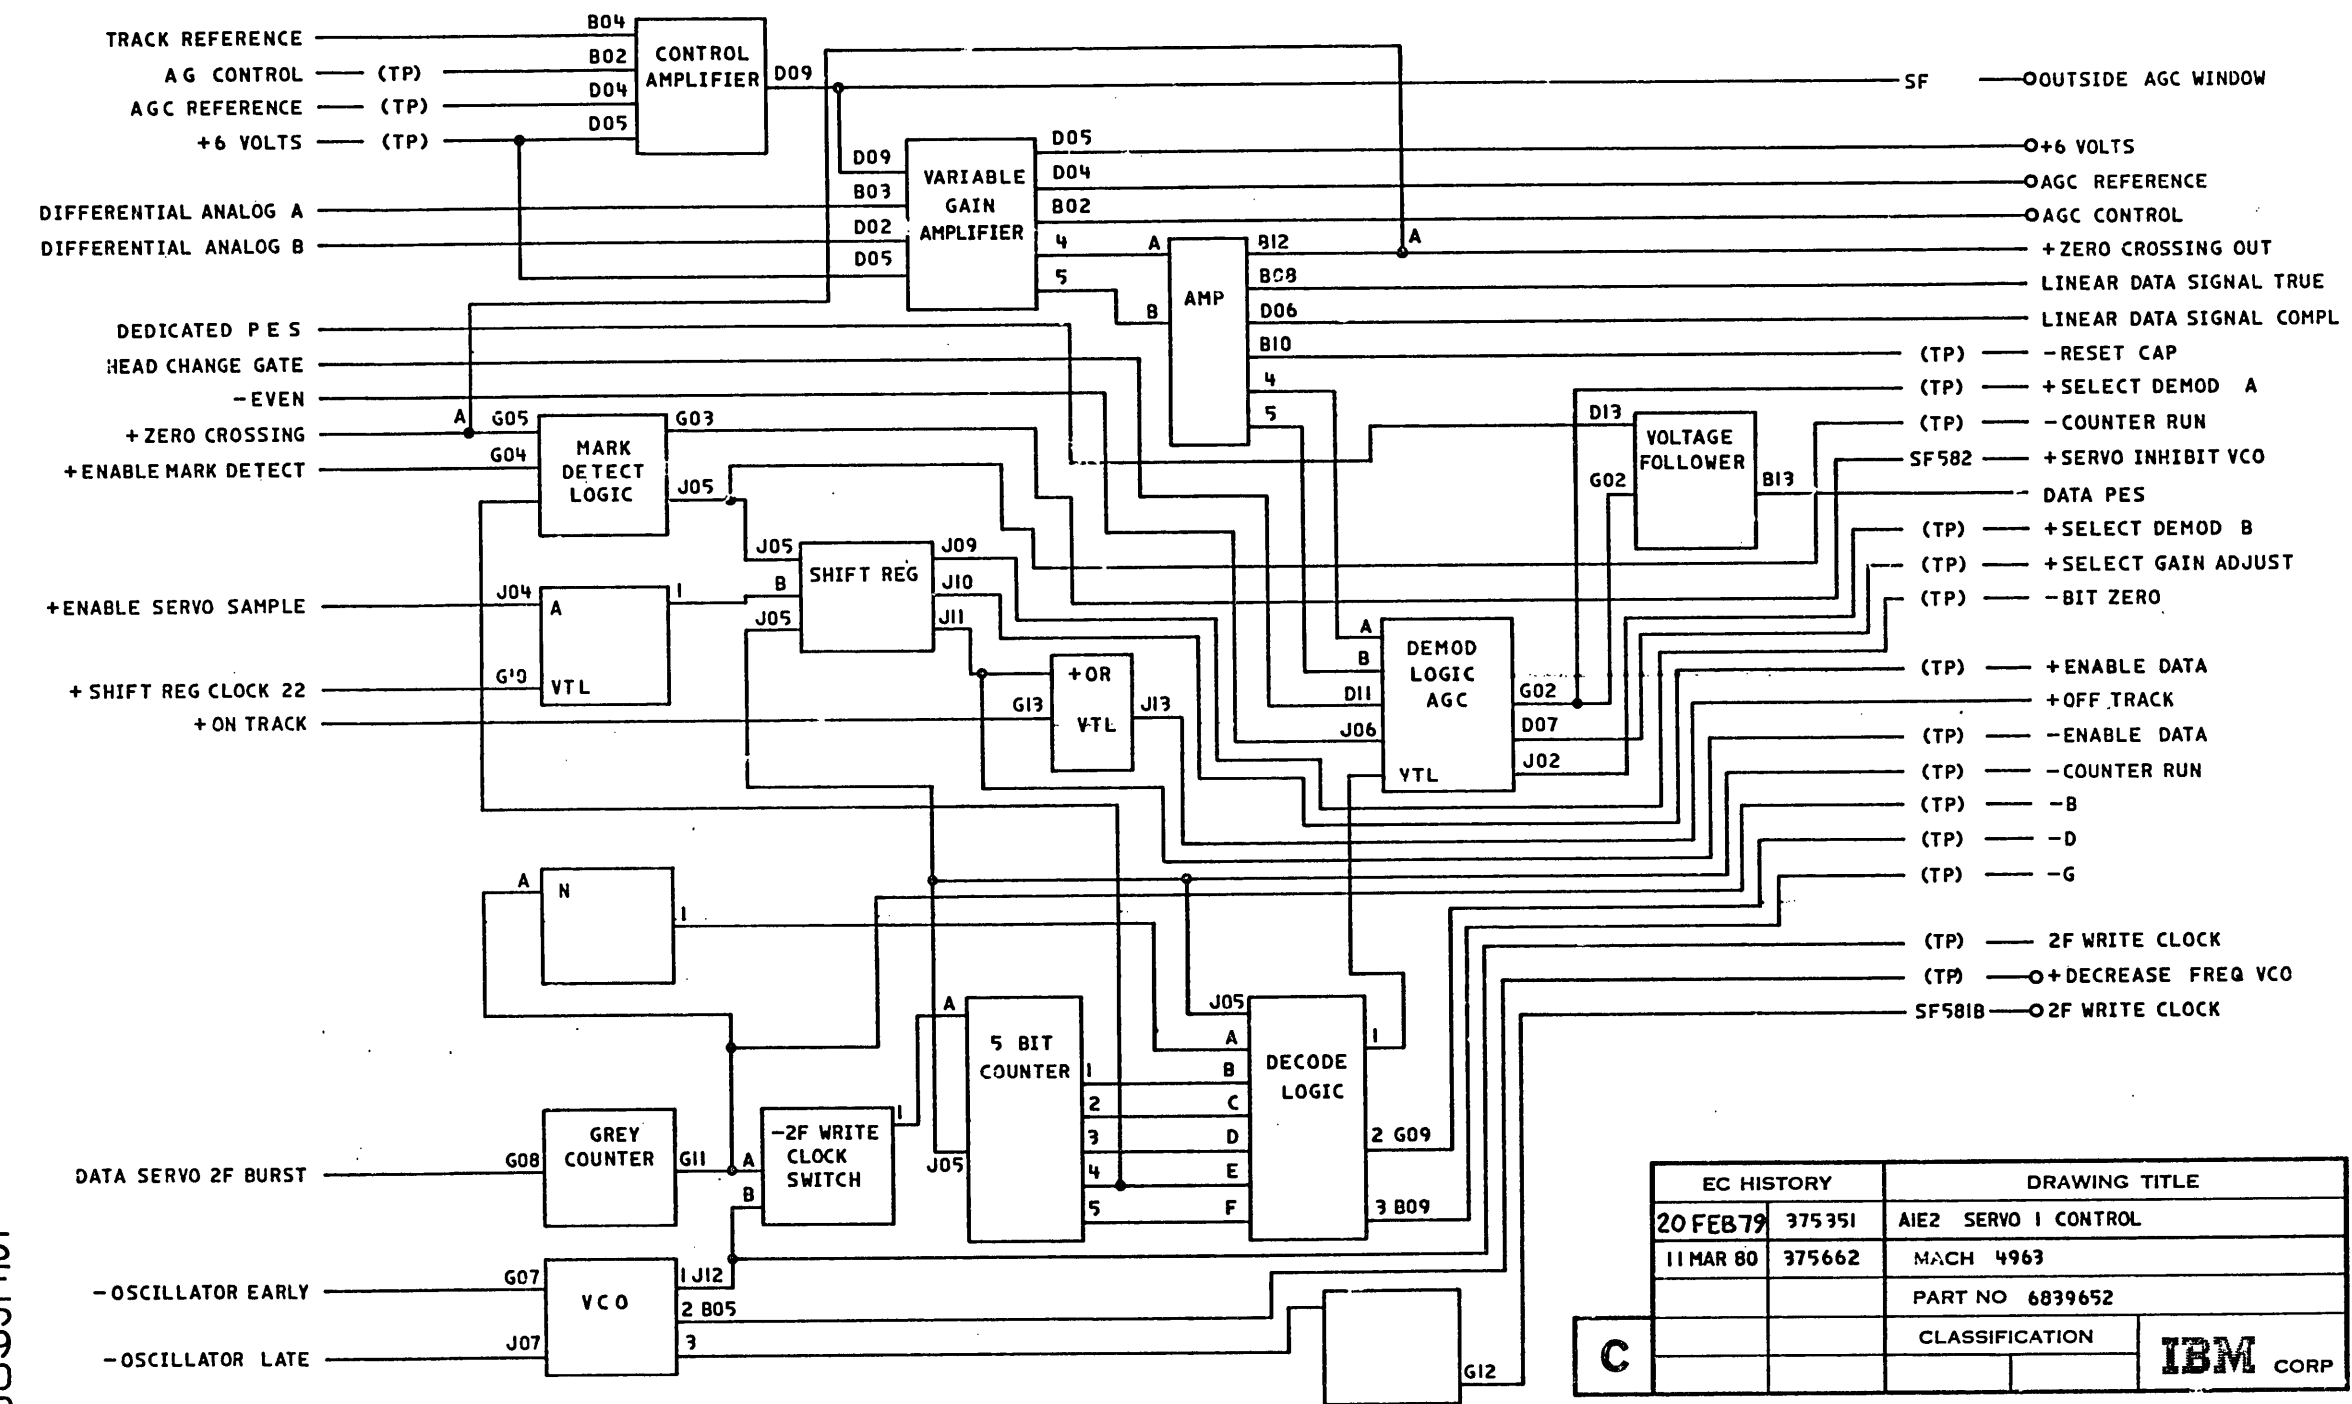 TRACK REFERENCE
AG CONTROL (TP)
AGC REFERENCE (TP)
+6 VOLTS (TP)
DIFFERENTIAL ANALOG A
DIFFERENTIAL ANALOG B
DEDICATED PES
HEAD CHANGE GATE
-EVEN
+ZERO CROSSING
+ENABLE MARK DETECT
+ENABLE SERVO SAMPLE
+SHIFT REG CLOCK 22
+ON TRACK
DATA SERVO 2F BURST
-OSCILLATOR EARLY
-OSCILLATOR LATE
B04
B02
D04
D05
CONTROL
AMPLIFIER
D09
D09
B03
D02
D05
VARIABLE
GAIN
AMPLIFIER
D05
D04
B02
4
5
A
B
AMP
B12
B08
D06
B10
4
5
A
A
G05
G04
MARK
DETECT
LOGIC
G03
J05
J04
G10
A
VTL
1
J05
B
J05
SHIFT REG
J09
J10
J11
G13
+OR
VTL
J13
A
B
D11
J06
DEMOD
LOGIC
AGC
VTL
G02
D07
J02
D13
G02
VOLTAGE
FOLLOWER
B13
A
N
1
G08
GREY
COUNTER
G11
A
B
-2F WRITE
CLOCK
SWITCH
1
A
J05
5 BIT
COUNTER
1
2
3
4
5
J05
A
B
C
D
E
F
DECODE
LOGIC
1
2 G09
3 B09
G07
J07
VCO
1 J12
2 B05
3
G12
SF OUTSIDE AGC WINDOW
+6 VOLTS
AGC REFERENCE
AGC CONTROL
+ZERO CROSSING OUT
LINEAR DATA SIGNAL TRUE
LINEAR DATA SIGNAL COMPL
(TP) -RESET CAP
(TP) +SELECT DEMOD A
(TP) -COUNTER RUN
SF582 +SERVO INHIBIT VCO
DATA PES
(TP) +SELECT DEMOD B
(TP) +SELECT GAIN ADJUST
(TP) -BIT ZERO
(TP) +ENABLE DATA
+OFF TRACK
(TP) -ENABLE DATA
(TP) -COUNTER RUN
(TP) -B
(TP) -D
(TP) -G
(TP) 2F WRITE CLOCK
(TP) +DECREASE FREQ VCO
SF581B 2F WRITE CLOCK
EC HISTORY
DRAWING TITLE
20 FEB 79 375351 A1E2 SERVO 1 CONTROL
11 MAR 80 375662 MACH 4963
PART NO 6839652
CLASSIFICATION
C
IBM CORP